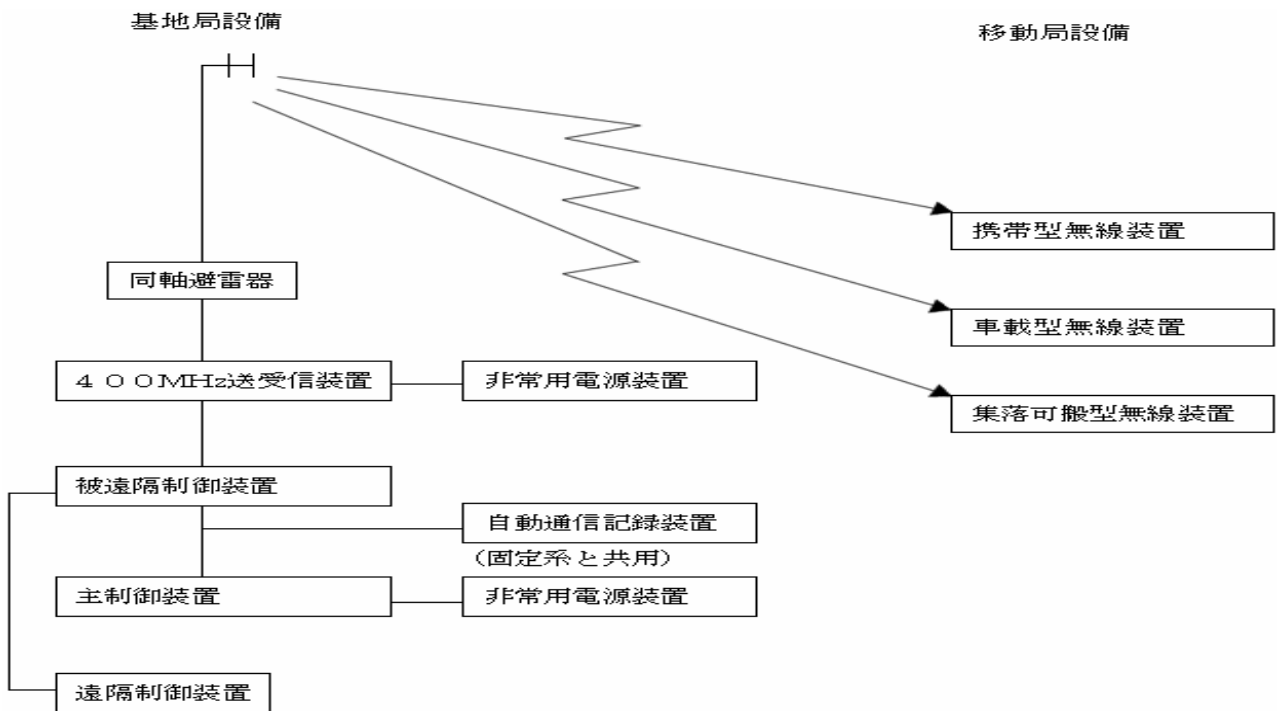 基地局設備
移動局設備
携帯型無線装置
同軸避雷器
車載型無線装置
４００MHz送受信装置
非常用電源装置
集落可搬型無線装置
被遠隔制御装置
自動通信記録装置
（固定系と共用）
主制御装置
非常用電源装置
遠隔制御装置